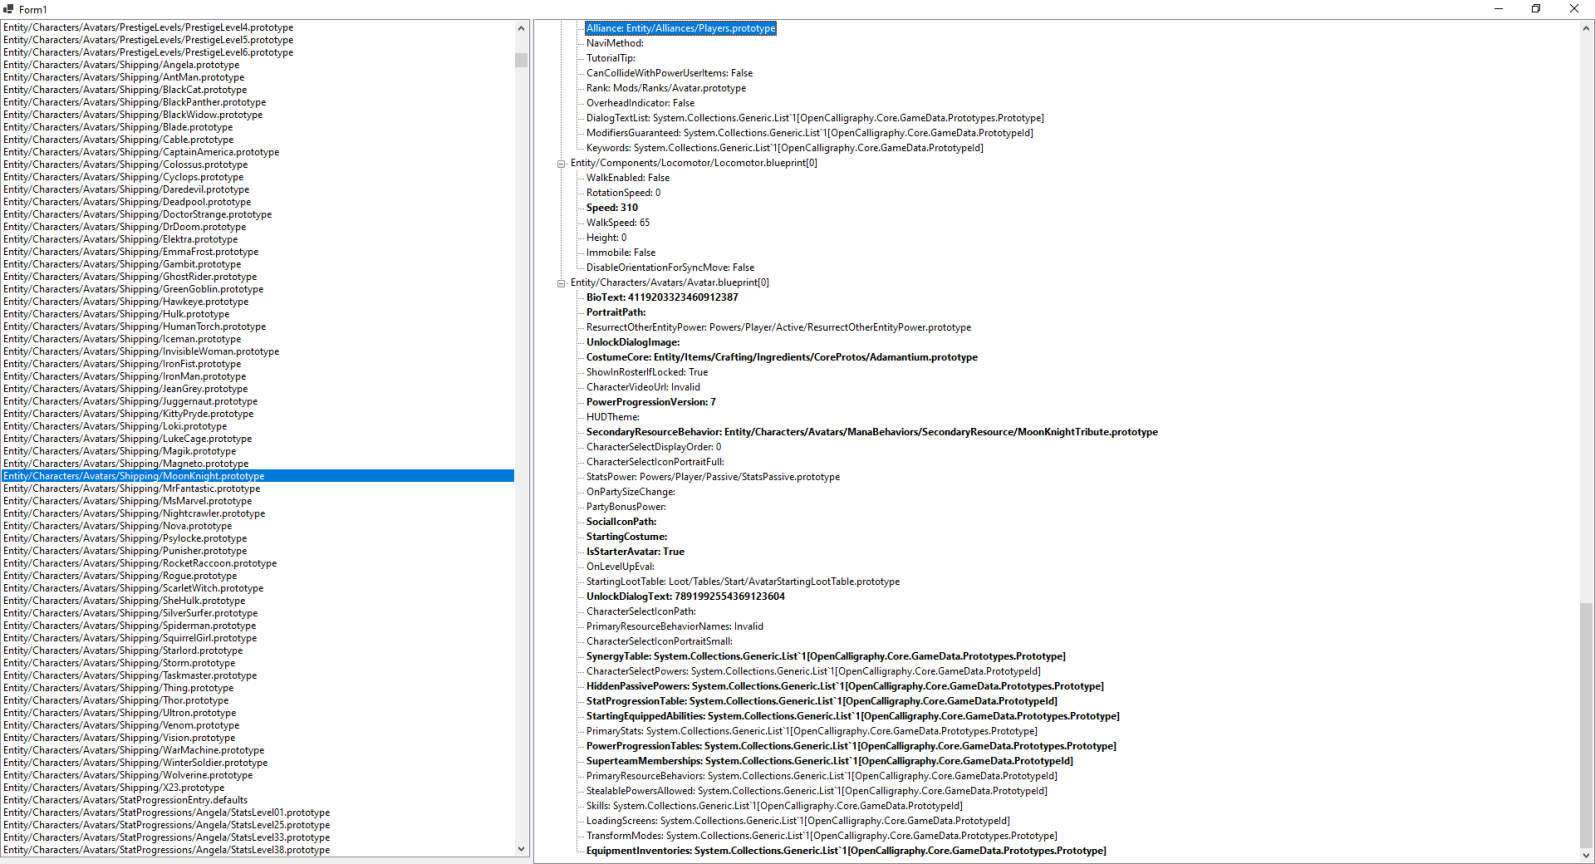 Form1
Entity/Characters/Avatars/PrestigeLevels/PrestigeLevel4.prototype
Entity/Characters/Avatars/PrestigeLevels/PrestigeLevel5.prototype
Entity/Characters/Avatars/PrestigeLevels/PrestigeLevel6.prototype
Entity/Characters/Avatars/Shipping/Angela.prototype
Entity/Characters/Avatars/Shipping/AntMan.prototype
Entity/Characters/Avatars/Shipping/BlackCat.prototype
Entity/Characters/Avatars/Shipping/BlackPanther.prototype
Entity/Characters/Avatars/Shipping/BlackWidow.prototype
Entity/Characters/Avatars/Shipping/Blade.prototype
Entity/Characters/Avatars/Shipping/Cable.prototype
Entity/Characters/Avatars/Shipping/CaptainAmerica.prototype
Entity/Characters/Avatars/Shipping/Colossus.prototype
Entity/Characters/Avatars/Shipping/Cyclops.prototype
Entity/Characters/Avatars/Shipping/Daredevil.prototype
Entity/Characters/Avatars/Shipping/Deadpool.prototype
Entity/Characters/Avatars/Shipping/DoctorStrange.prototype
Entity/Characters/Avatars/Shipping/DrDoom.prototype
Entity/Characters/Avatars/Shipping/Elektra.prototype
Entity/Characters/Avatars/Shipping/EmmaFrost.prototype
Entity/Characters/Avatars/Shipping/Gambit.prototype
Entity/Characters/Avatars/Shipping/GhostRider.prototype
Entity/Characters/Avatars/Shipping/GreenGoblin.prototype
Entity/Characters/Avatars/Shipping/Hawkeye.prototype
Entity/Characters/Avatars/Shipping/Hulk.prototype
Entity/Characters/Avatars/Shipping/HumanTorch.prototype
Entity/Characters/Avatars/Shipping/Iceman.prototype
Entity/Characters/Avatars/Shipping/InvisibleWoman.prototype
Entity/Characters/Avatars/Shipping/IronFist.prototype
Entity/Characters/Avatars/Shipping/IronMan.prototype
Entity/Characters/Avatars/Shipping/JeanGrey.prototype
Entity/Characters/Avatars/Shipping/Juggernaut.prototype
Entity/Characters/Avatars/Shipping/KittyPryde.prototype
Entity/Characters/Avatars/Shipping/Loki.prototype
Entity/Characters/Avatars/Shipping/LukeCage.prototype
Entity/Characters/Avatars/Shipping/Magik.prototype
Entity/Characters/Avatars/Shipping/Magneto.prototype
Entity/Characters/Avatars/Shipping/MoonKnight.prototype
Entity/Characters/Avatars/Shipping/MrFantastic.prototype
Entity/Characters/Avatars/Shipping/MsMarvel.prototype
Entity/Characters/Avatars/Shipping/Nightcrawler.prototype
Entity/Characters/Avatars/Shipping/Nova.prototype
Entity/Characters/Avatars/Shipping/Psylocke.prototype
Entity/Characters/Avatars/Shipping/Punisher.prototype
Entity/Characters/Avatars/Shipping/RocketRaccoon.prototype
Entity/Characters/Avatars/Shipping/Rogue.prototype
Entity/Characters/Avatars/Shipping/ScarletWitch.prototype
Entity/Characters/Avatars/Shipping/SheHulk.prototype
Entity/Characters/Avatars/Shipping/SilverSurfer.prototype
Entity/Characters/Avatars/Shipping/Spiderman.prototype
Entity/Characters/Avatars/Shipping/SquirrelGirl.prototype
Entity/Characters/Avatars/Shipping/Starlord.prototype
Entity/Characters/Avatars/Shipping/Storm.prototype
Entity/Characters/Avatars/Shipping/Taskmaster.prototype
Entity/Characters/Avatars/Shipping/Thing.prototype
Entity/Characters/Avatars/Shipping/Thor.prototype
Entity/Characters/Avatars/Shipping/Ultron.prototype
Entity/Characters/Avatars/Shipping/Venom.prototype
Entity/Characters/Avatars/Shipping/Vision.prototype
Entity/Characters/Avatars/Shipping/WarMachine.prototype
Entity/Characters/Avatars/Shipping/WinterSoldier.prototype
Entity/Characters/Avatars/Shipping/Wolverine.prototype
Entity/Characters/Avatars/Shipping/X23.prototype
Entity/Characters/Avatars/StatProgressionEntry.defaults
Entity/Characters/Avatars/StatProgressions/Angela/StatsLevel01.prototype
Entity/Characters/Avatars/StatProgressions/Angela/StatsLevel25.prototype
Entity/Characters/Avatars/StatProgressions/Angela/StatsLevel33.prototype
Entity/Characters/Avatars/StatProgressions/Angela/StatsLevel38.prototype
Alliance: Entity/Alliances/Players.prototype
NaviMethod:
TutorialTip:
CanCollideWithPowerUserItems: False
Rank: Mods/Ranks/Avatar.prototype
OverheadIndicator: False
DialogTextList: System.Collections.Generic.List`1[OpenCalligraphy.Core.GameData.Prototypes.Prototype]
ModifiersGuaranteed: System.Collections.Generic.List`1[OpenCalligraphy.Core.GameData.PrototypeId]
Keywords: System.Collections.Generic.List`1[OpenCalligraphy.Core.GameData.PrototypeId]
Entity/Components/Locomotor/Locomotor.blueprint[0]
WalkEnabled: False
RotationSpeed: 0
Speed: 310
WalkSpeed: 65
Height: 0
Immobile: False
DisableOrientationForSyncMove: False
Entity/Characters/Avatars/Avatar.blueprint[0]
BioText: 4119203323460912387
PortraitPath:
ResurrectOtherEntityPower: Powers/Player/Active/ResurrectOtherEntityPower.prototype
UnlockDialogImage:
CostumeCore: Entity/Items/Crafting/Ingredients/CoreProtos/Adamantium.prototype
ShowInRosterIfLocked: True
CharacterVideoUrl: Invalid
PowerProgressionVersion: 7
HUDTheme:
SecondaryResourceBehavior: Entity/Characters/Avatars/ManaBehaviors/SecondaryResource/MoonKnightTribute.prototype
CharacterSelectDisplayOrder: 0
CharacterSelectIconPortraitFull:
StatsPower: Powers/Player/Passive/StatsPassive.prototype
OnPartySizeChange:
PartyBonusPower:
SocialIconPath:
StartingCostume:
IsStarterAvatar: True
OnLevelUpEval:
StartingLootTable: Loot/Tables/Start/AvatarStartingLootTable.prototype
UnlockDialogText: 7891992554369123604
CharacterSelectIconPath:
PrimaryResourceBehaviorNames: Invalid
CharacterSelectIconPortraitSmall:
SynergyTable: System.Collections.Generic.List`1[OpenCalligraphy.Core.GameData.Prototypes.Prototype]
CharacterSelectPowers: System.Collections.Generic.List`1[OpenCalligraphy.Core.GameData.PrototypeId]
HiddenPassivePowers: System.Collections.Generic.List`1[OpenCalligraphy.Core.GameData.Prototypes.Prototype]
StatProgressionTable: System.Collections.Generic.List`1[OpenCalligraphy.Core.GameData.PrototypeId]
StartingEquippedAbilities: System.Collections.Generic.List`1[OpenCalligraphy.Core.GameData.Prototypes.Prototype]
PrimaryStats: System.Collections.Generic.List`1[OpenCalligraphy.Core.GameData.Prototypes.Prototype]
PowerProgressionTables: System.Collections.Generic.List`1[OpenCalligraphy.Core.GameData.Prototypes.Prototype]
SuperteamMemberships: System.Collections.Generic.List`1[OpenCalligraphy.Core.GameData.PrototypeId]
PrimaryResourceBehaviors: System.Collections.Generic.List`1[OpenCalligraphy.Core.GameData.PrototypeId]
StealablePowersAllowed: System.Collections.Generic.List`1[OpenCalligraphy.Core.GameData.PrototypeId]
Skills: System.Collections.Generic.List`1[OpenCalligraphy.Core.GameData.PrototypeId]
LoadingScreens: System.Collections.Generic.List`1[OpenCalligraphy.Core.GameData.PrototypeId]
TransformModes: System.Collections.Generic.List`1[OpenCalligraphy.Core.GameData.Prototypes.Prototype]
EquipmentInventories: System.Collections.Generic.List`1[OpenCalligraphy.Core.GameData.Prototypes.Prototype]